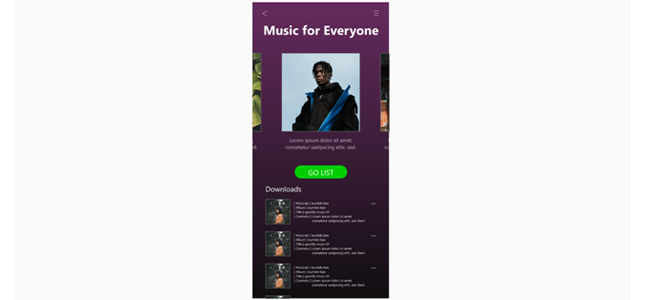 Music for Everyone
Lorem ipsum dolor sit amet,
consetetur sadipscing elitr, sed.
d.
GO LIST
Downloads
| Musician | bumble bee
| Album | bumble bee
| Title | spotify music 01
| Contnets | Lorem ipsum dolor sit amet
consetetur sadipscing elitr, sed diam
| Musician | bumble bee
| Album | bumble bee
| Title | spotify music 01
| Contnets | Lorem ipsum dolor sit amet
consetetur sadipscing elitr, sed diam
| Musician | bumble bee
| Album | bumble bee
| Title | spotify music 01
| Contnets | Lorem ipsum dolor sit amet
consetetur sadipscing elitr, sed diam